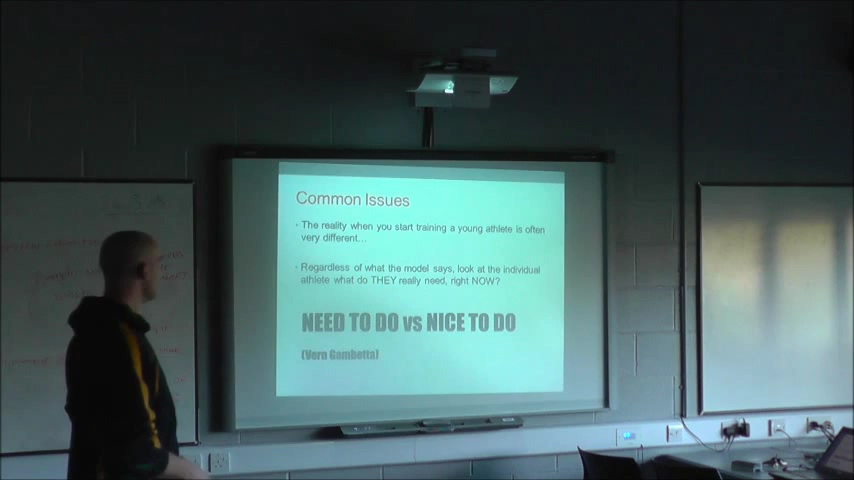 Common Issues
The reality when you start training a young athlete is often
very different…
Regardless of what the model says, look at the individual
athlete what do THEY really need, right NOW?
NEED TO DO vs NICE TO DO
(Vern Gambetta)